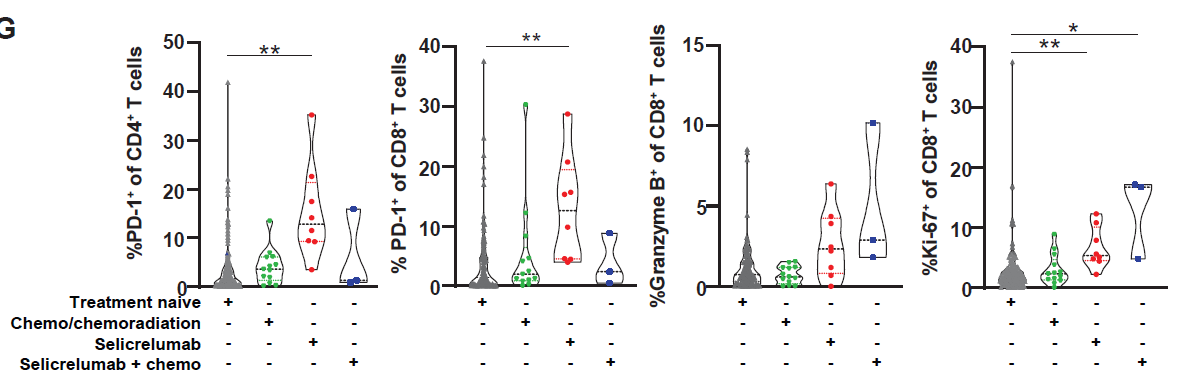 G
%PD-1⁺ of CD4⁺ T cells
50
40
30
20
10
0
**
% PD-1⁺ of CD8⁺ T cells
40
30
20
10
0
**
%Granzyme B⁺ of CD8⁺ T cells
15
10
5
0
%Ki-67⁺ of CD8⁺ T cells
40
30
20
10
0
*
**
Treatment naive + - - - + - - - + - - - + - - -
Chemo/chemoradiation - + - - - + - - - + - - - + - -
Selicrelumab - - + - - - + - - - + - - - + -
Selicrelumab + chemo - - - + - - - + - - - + - - - +